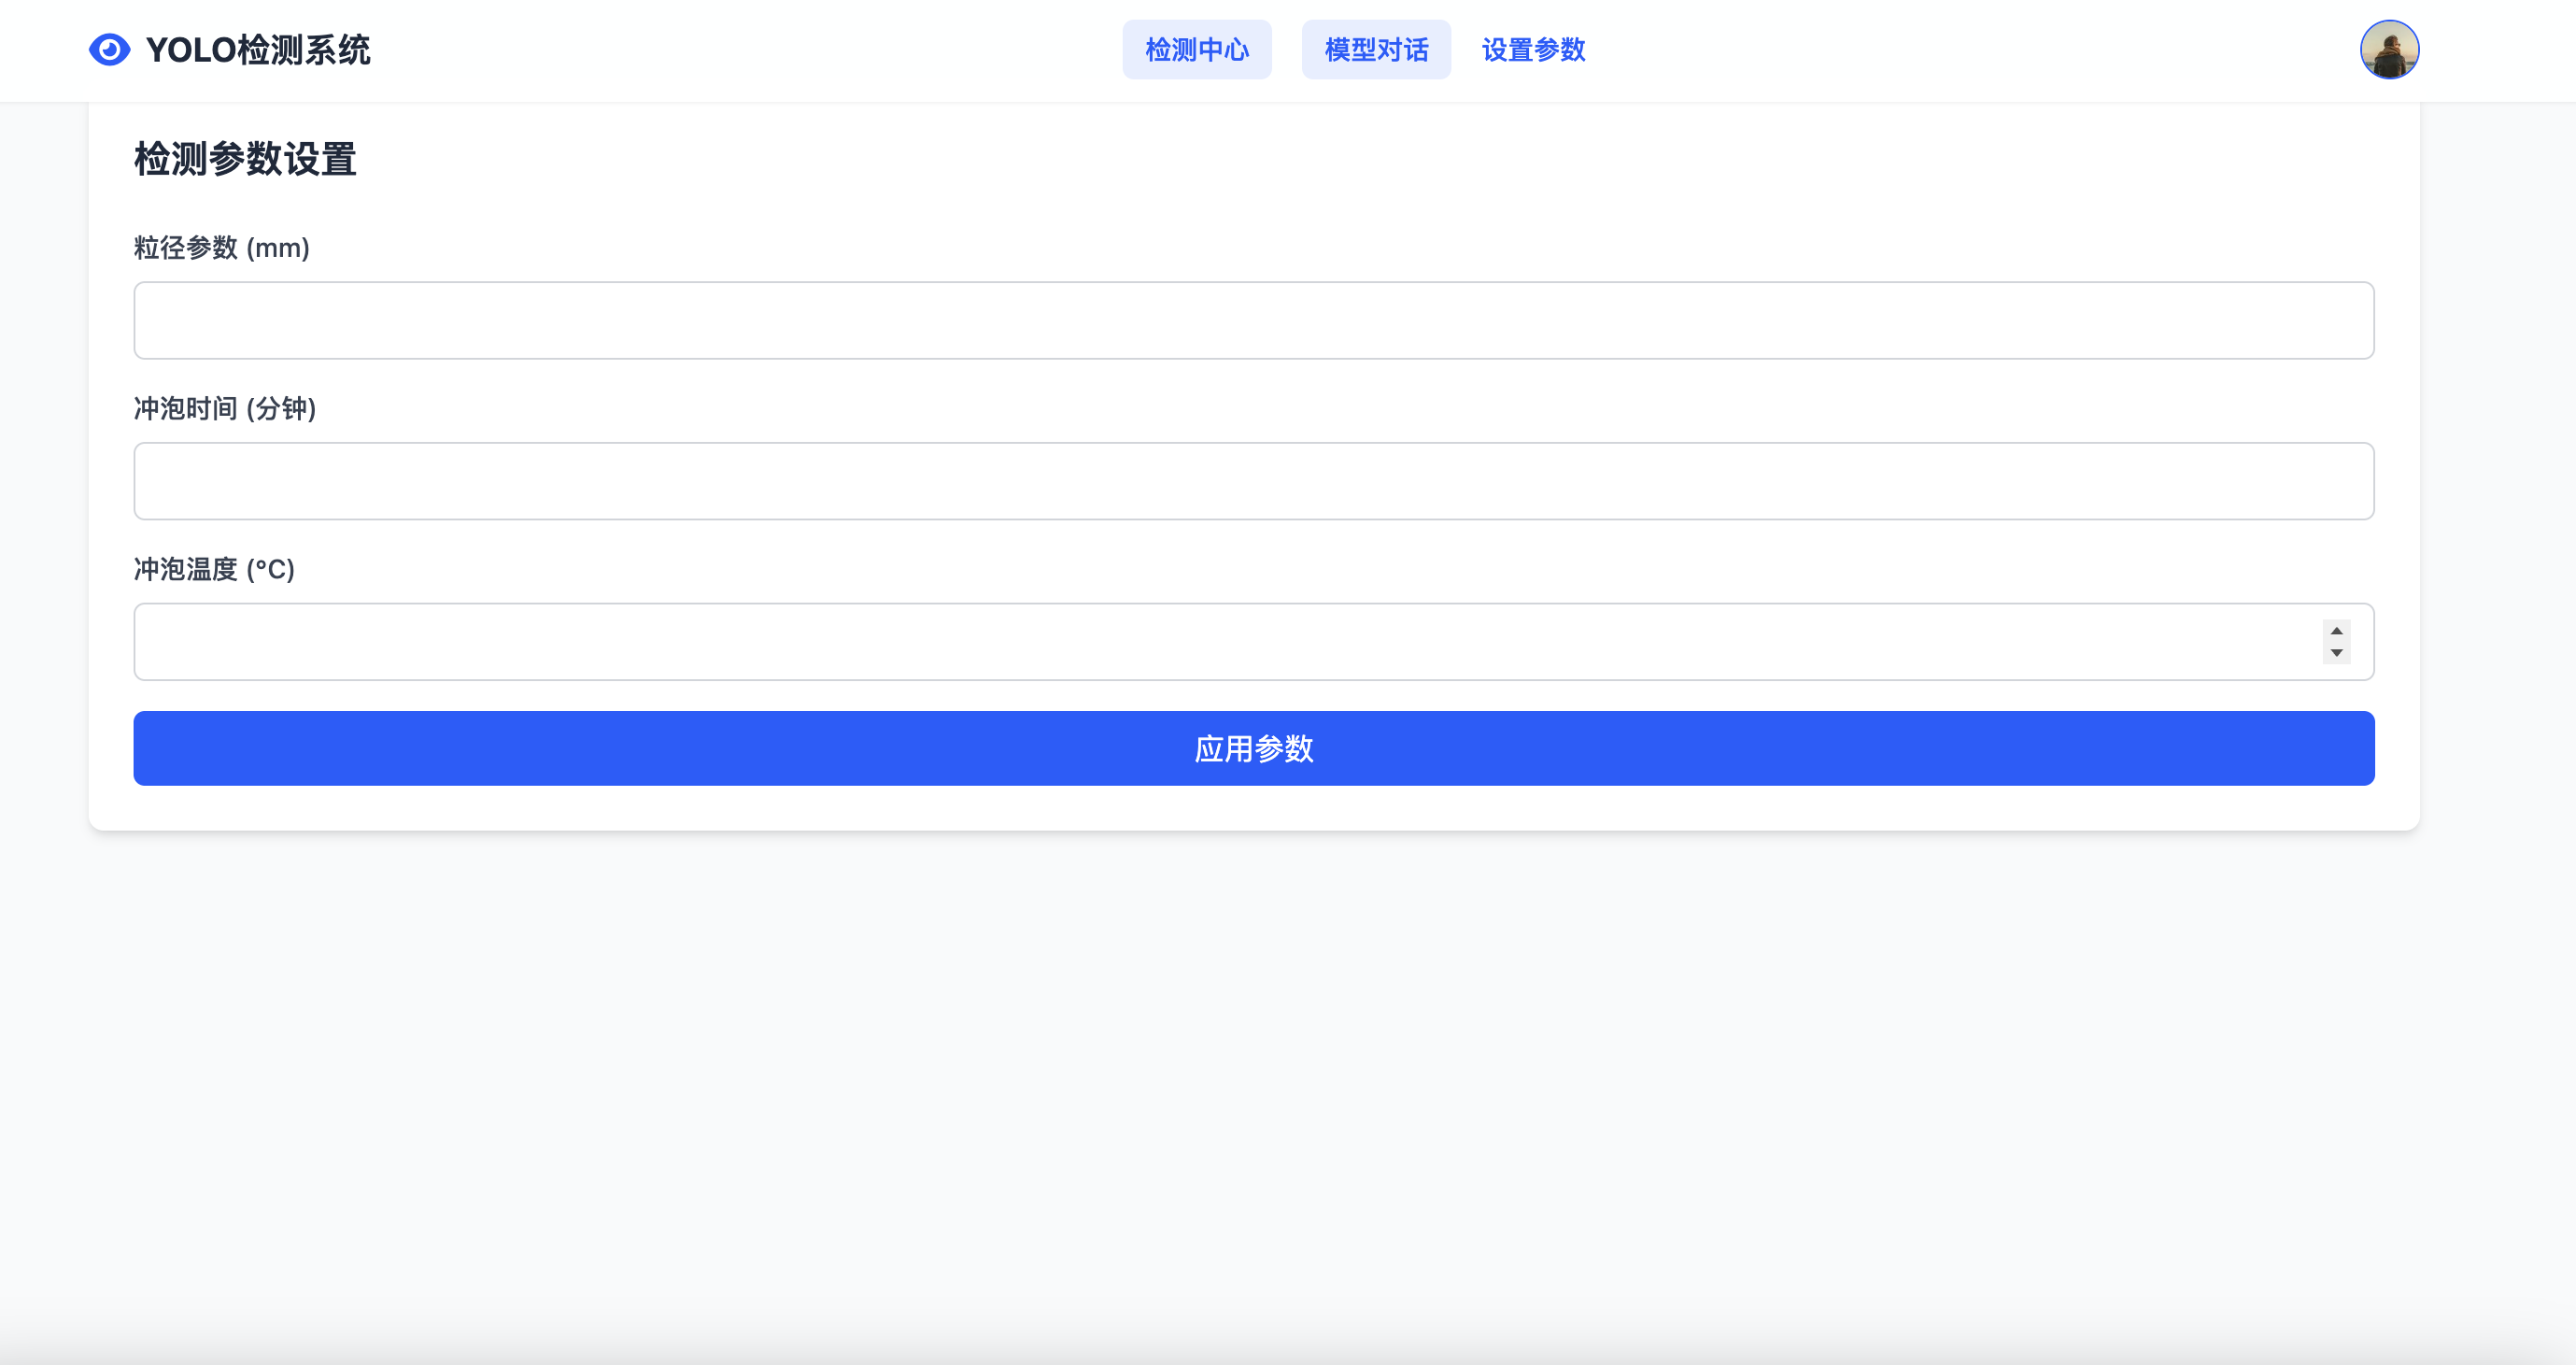 YOLO检测系统
检测中心 模型对话 设置参数
检测参数设置
粒径参数 (mm)
冲泡时间 (分钟)
冲泡温度 (°C)
应用参数